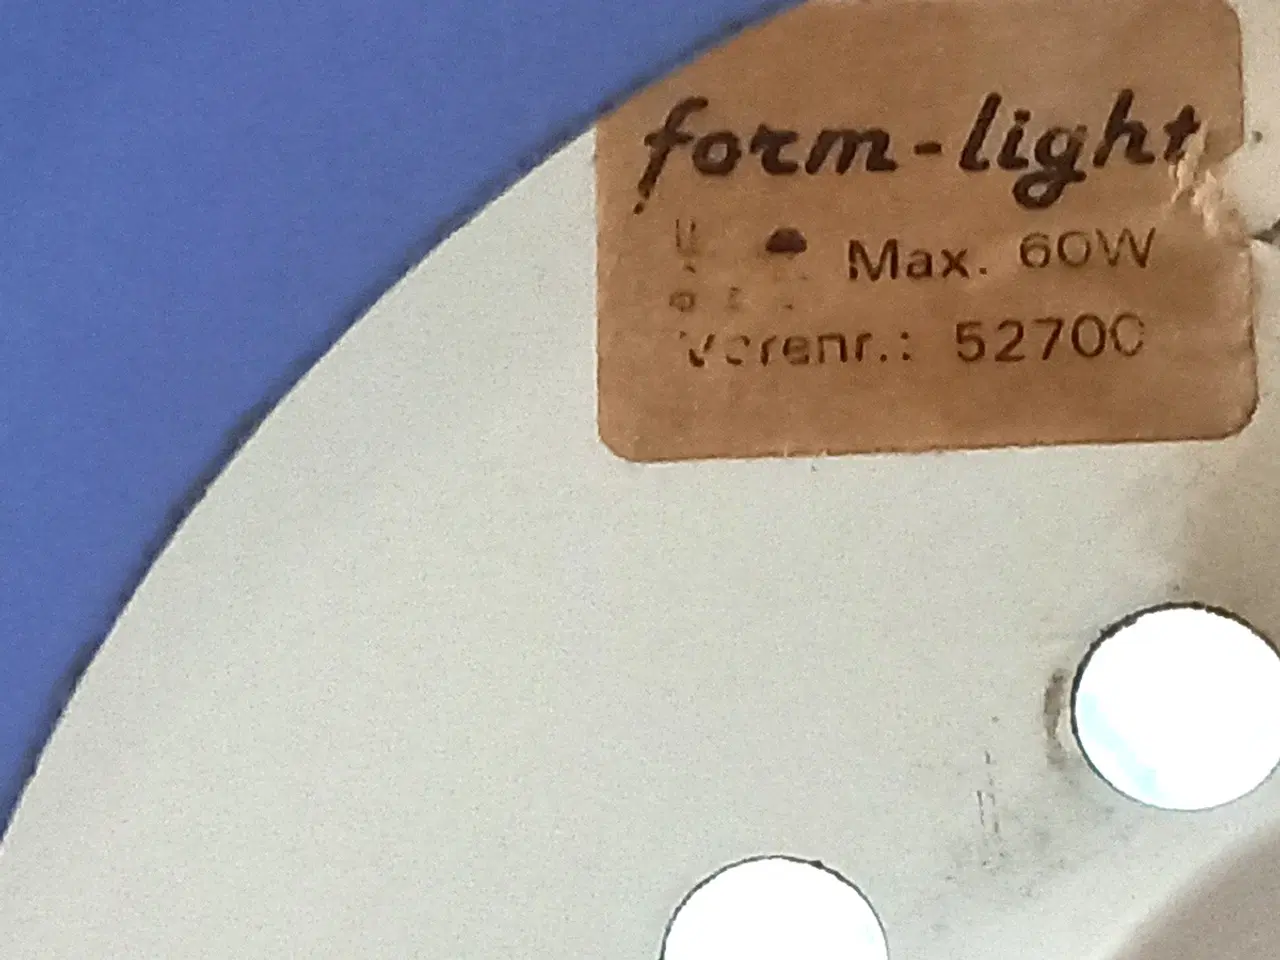 form-light
Max. 60W
Varenr.: 52700